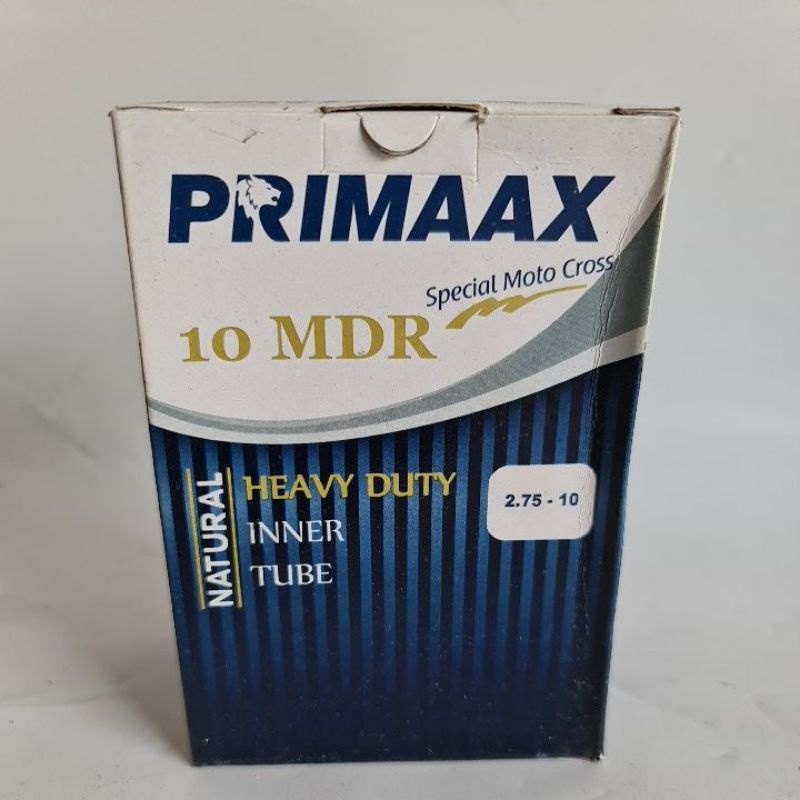 PRIMAAX
Special Moto Cross
10 MDR
NATURAL
HEAVY DUTY
INNER
TUBE
2.75 - 10